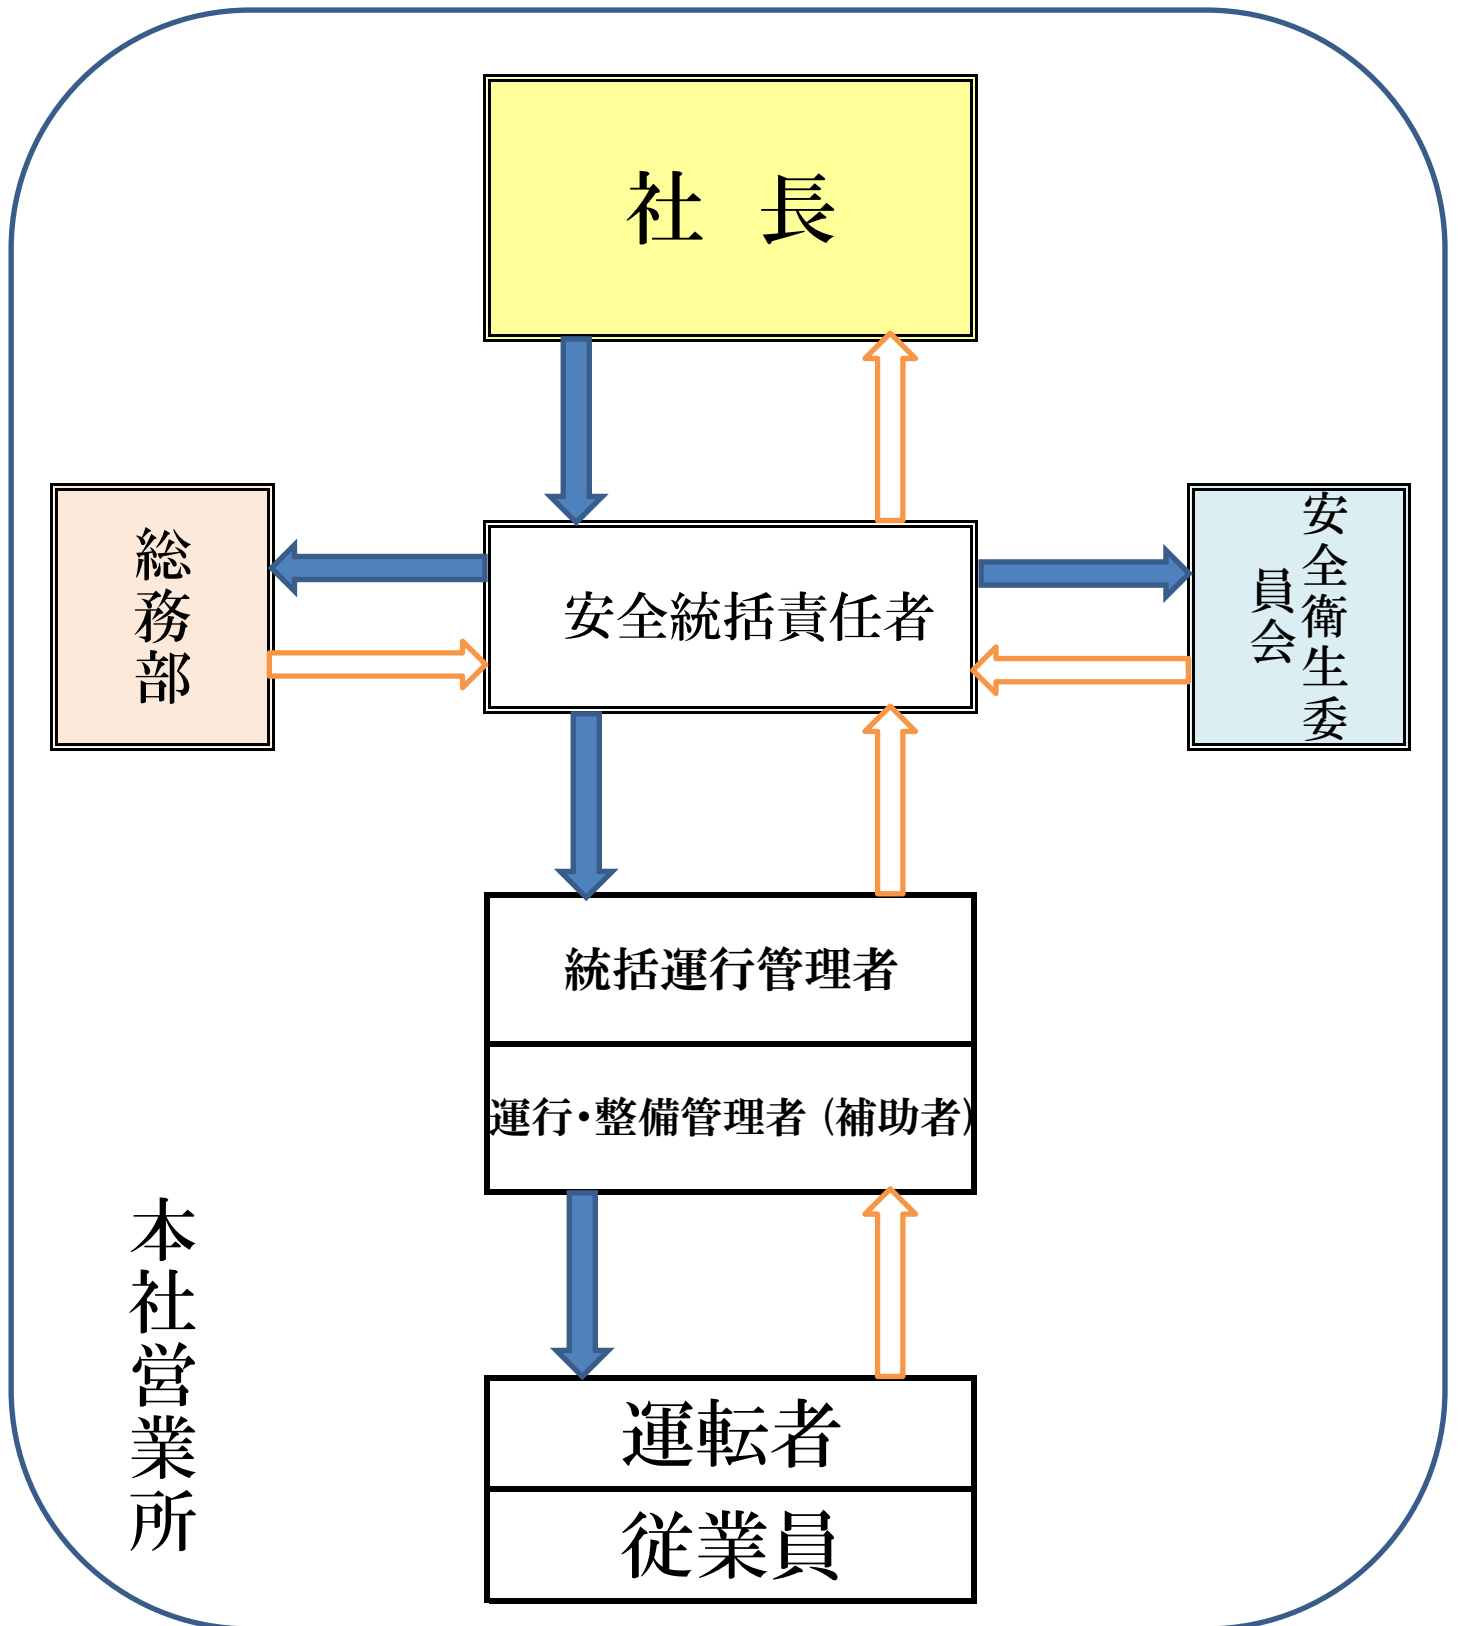 社 長
総務部
安全統括責任者
安全衛生委
員会
統括運行管理者
運行・整備管理者（補助者）
本社営業所
運転者
従業員